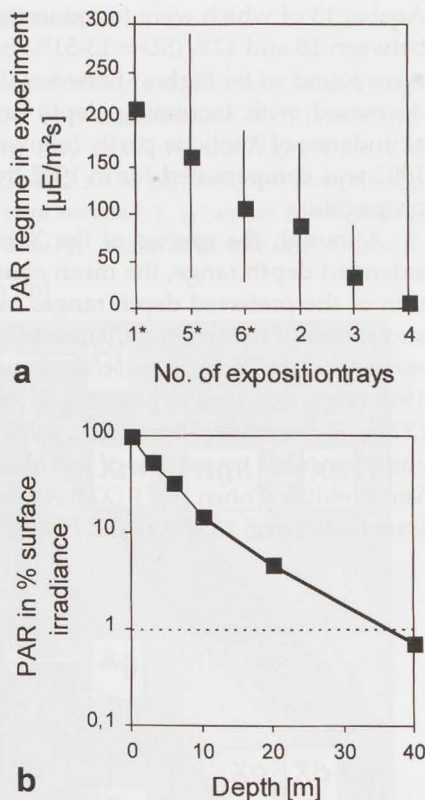 PAR regime in experiment
[µE/m²s]
300
250
200
150
100
50
0
1* 5* 6* 2 3 4
a
No. of expositiontrays
PAR in % surface
irradiance
100
10
1
0,1
0 10 20 30 40
b
Depth [m]